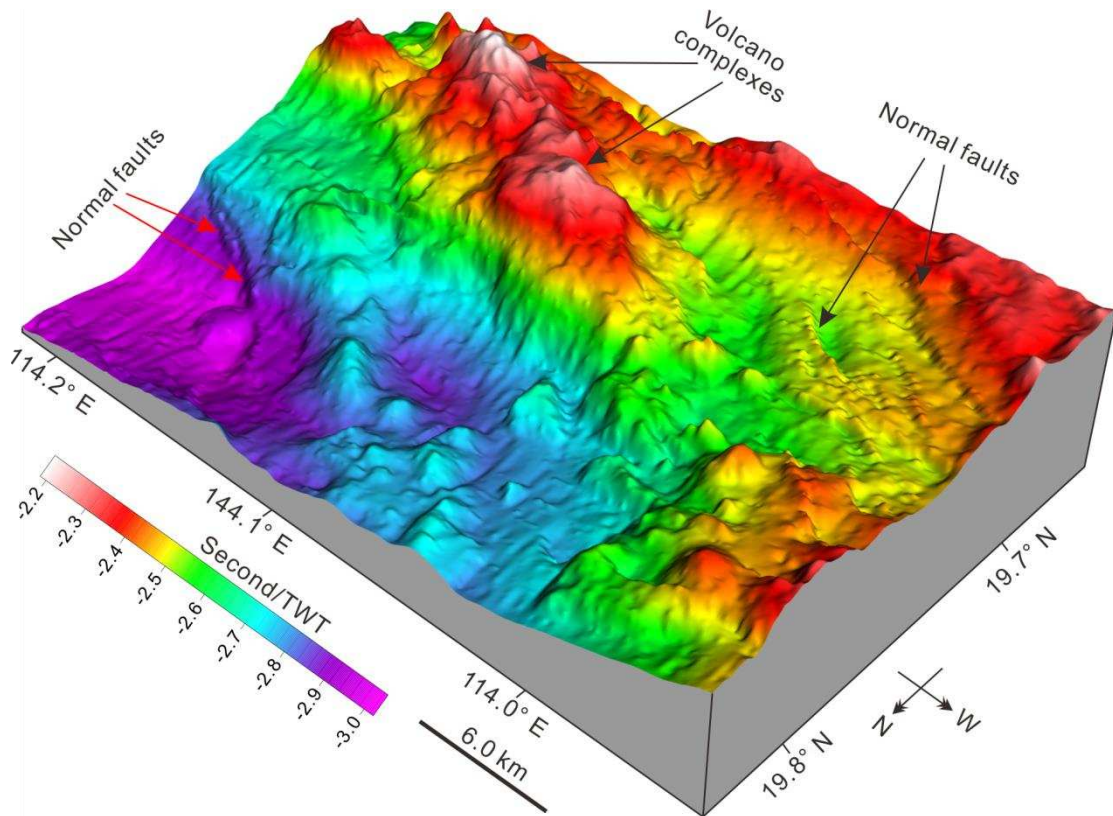 Volcano
complexes
Normal faults
Normal faults
114.2° E
144.1° E
114.0° E
19.7° N
19.8° N
Second/TWT
-2.2
-2.3
-2.4
-2.5
-2.6
-2.7
-2.8
-2.9
-3.0
6.0 km
N
W